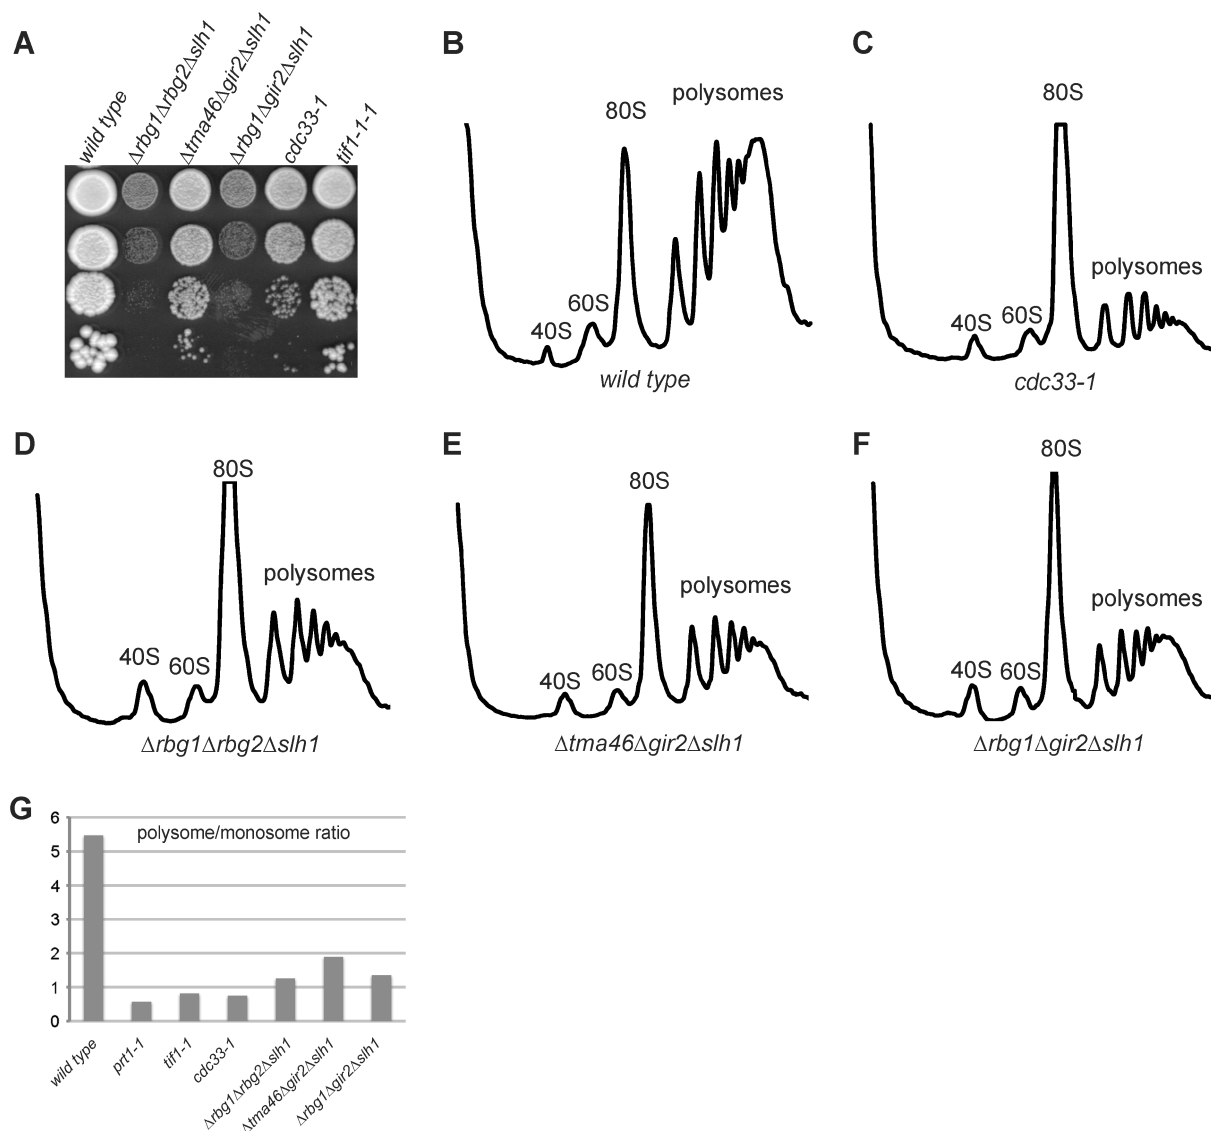 A
wild type
Δrbg1Δrbg2Δslh1
Δtma46Δgir2Δslh1
Δrbg1Δgir2Δslh1
cdc33-1
tif1-1-1
B
polysomes
80S
60S
40S
wild type
C
80S
polysomes
60S
40S
cdc33-1
D
80S
polysomes
40S
60S
Δrbg1Δrbg2Δslh1
E
80S
polysomes
60S
40S
Δtma46Δgir2Δslh1
F
80S
polysomes
40S
60S
Δrbg1Δgir2Δslh1
G
polysome/monosome ratio
6
5
4
3
2
1
0
wild type
prt1-1
tif1-1
cdc33-1
Δrbg1Δrbg2Δslh1
Δtma46Δgir2Δslh1
Δrbg1Δgir2Δslh1